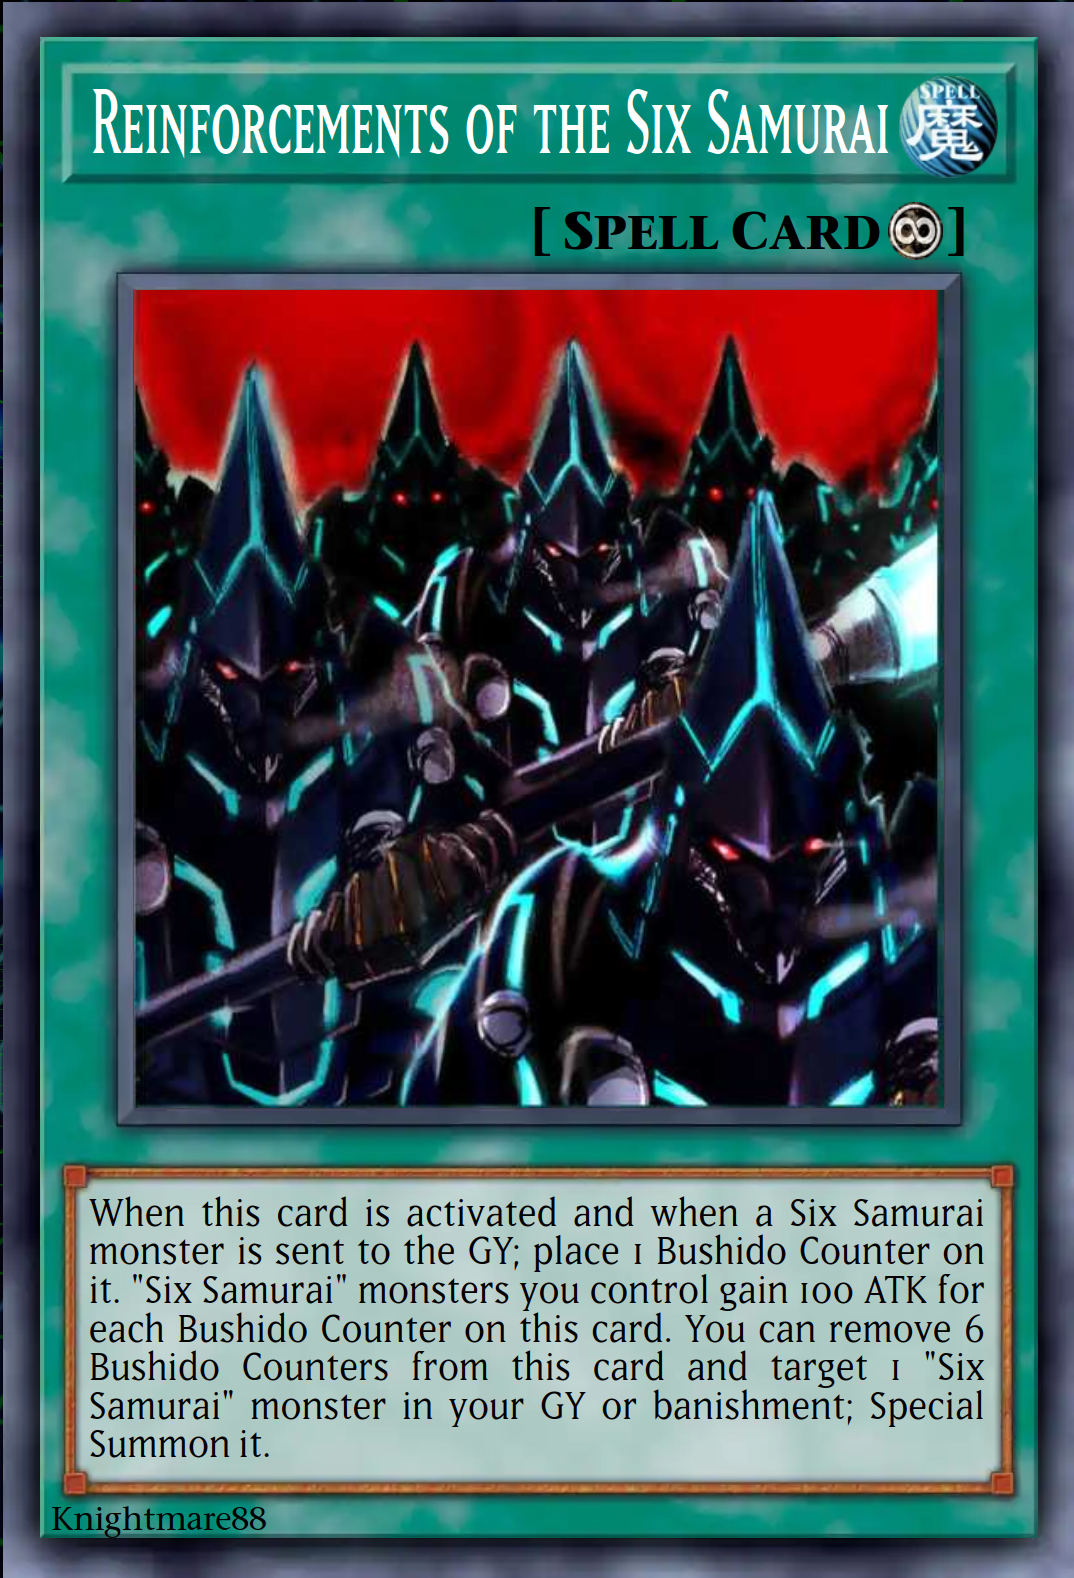 REINFORCEMENTS OF THE SIX SAMURAI
SPELL
魔
[ SPELL CARD ]
When this card is activated and when a Six Samurai
monster is sent to the GY; place 1 Bushido Counter on
it. "Six Samurai" monsters you control gain 100 ATK for
each Bushido Counter on this card. You can remove 6
Bushido Counters from this card and target 1 "Six
Samurai" monster in your GY or banishment; Special
Summon it.
Knightmare88